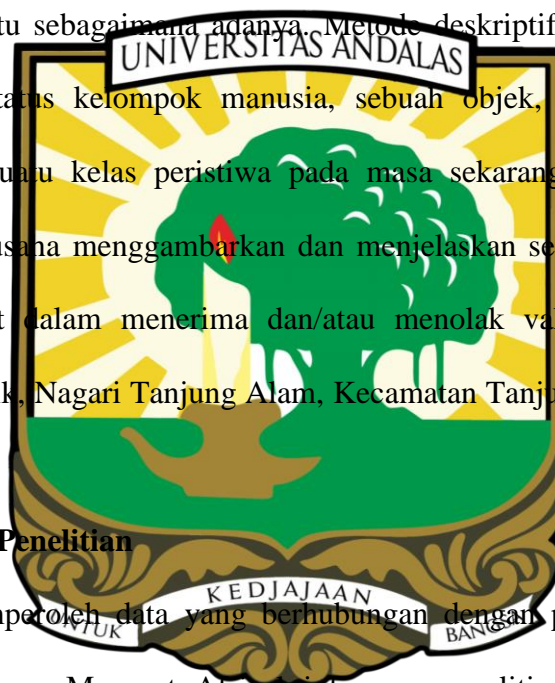 tu sebagaimana adanya. Metode deskriptif
UNIVERSITAS ANDALAS
status kelompok manusia, sebuah objek,
suatu kelas peristiwa pada masa sekarang
usaha menggambarkan dan menjelaskan se
t dalam menerima dan/atau menolak va
k, Nagari Tanjung Alam, Kecamatan Tanju
Penelitian
KEDJAJAAN
mperoleh data yang berhubungan dengan p
UNTUK
BANGSA